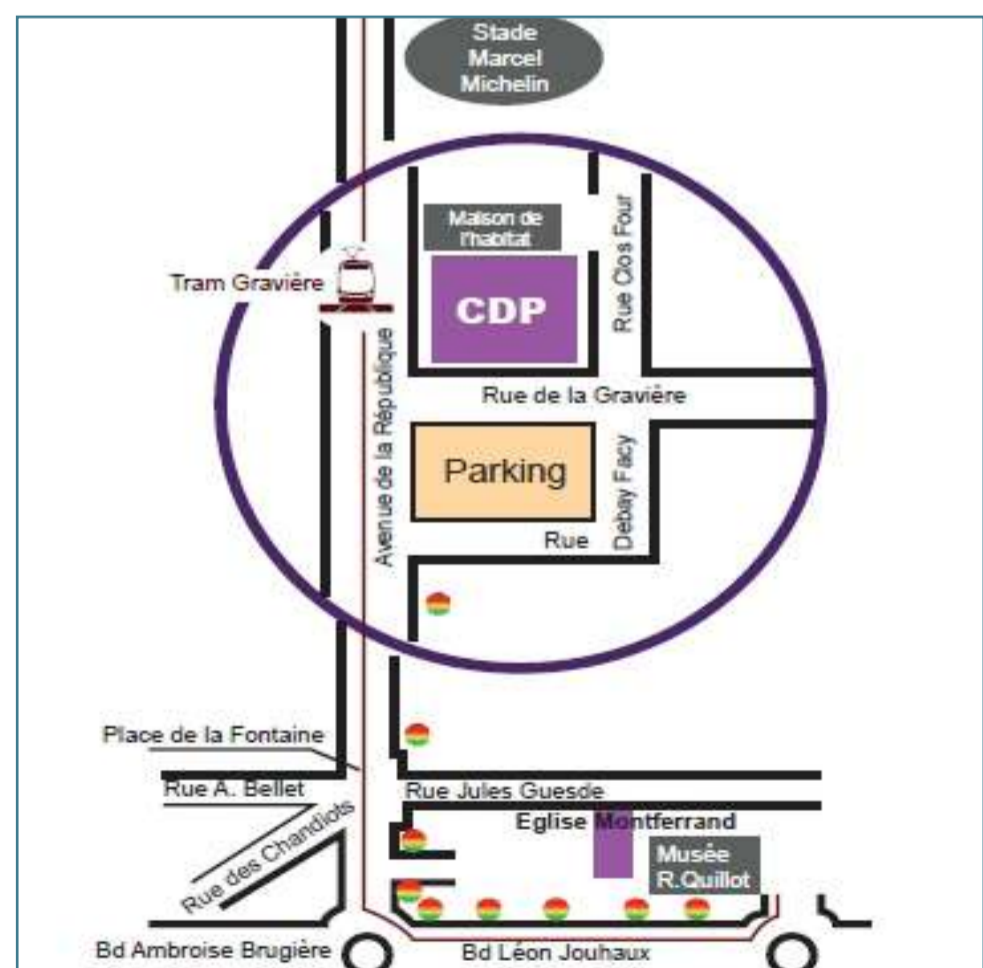 Stade
Marcel
Michelin
Maison de
l'habitat
Rue Clos Four
Tram Gravière
CDP
Avenue de la République
Rue de la Gravière
Parking
Debay Facy
Rue
Place de la Fontaine
Rue A. Bellet
Rue Jules Guesde
Rue des Chandiots
Eglise Montferrand
Musée
R.Quillot
Bd Ambroise Brugière
Bd Léon Jouhaux